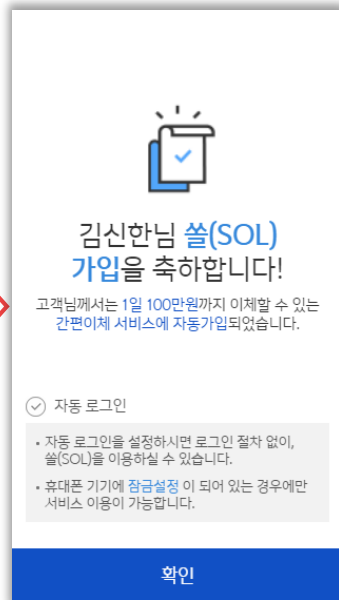 김신한님 쏠(SOL)
가입을 축하합니다!
고객님께서는 1일 100만원까지 이체할 수 있는
간편이체 서비스에 자동가입되었습니다.
자동 로그인
• 자동 로그인을 설정하시면 로그인 절차 없이,
쏠(SOL)을 이용하실 수 있습니다.
• 휴대폰 기기에 잠금설정 이 되어 있는 경우에만
서비스 이용이 가능합니다.
확인